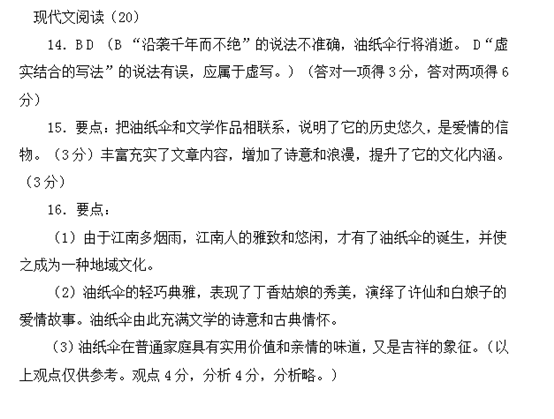 现代文阅读（20）
14．BD（B “沿袭千年而不绝”的说法不准确，油纸伞行将消逝。 D“虚
实结合的写法”的说法有误，应属于虚写。）（答对一项得3分，答对两项得6
分）
15．要点：把油纸伞和文学作品相联系，说明了它的历史悠久，是爱情的信
物。（3分）丰富充实了文章内容，增加了诗意和浪漫，提升了它的文化内涵。
（3分）
16．要点：
（1）由于江南多烟雨，江南人的雅致和悠闲，才有了油纸伞的诞生，并使
之成为一种地域文化。
（2）油纸伞的轻巧典雅，表现了丁香姑娘的秀美，演绎了许仙和白娘子的
爱情故事。油纸伞由此充满文学的诗意和古典情怀。
（3）油纸伞在普通家庭具有实用价值和亲情的味道，又是吉祥的象征。（以
上观点仅供参考。观点4分，分析4分，分析略。）